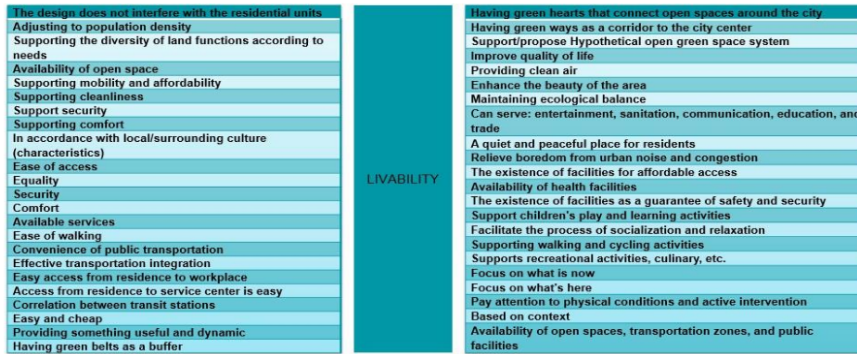 The design does not interfere with the residential units
Adjusting to population density
Supporting the diversity of land functions according to
needs
Availability of open space
Supporting mobility and affordability
Supporting cleanliness
Support security
Supporting comfort
In accordance with local/surrounding culture
(characteristics)
Ease of access
Equality
Security
Comfort
Available services
Ease of walking
Convenience of public transportation
Effective transportation integration
Easy access from residence to workplace
Access from residence to service center is easy
Correlation between transit stations
Easy and cheap
Providing something useful and dynamic
Having green belts as a buffer
LIVABILITY
Having green hearts that connect open spaces around the city
Having green ways as a corridor to the city center
Support/propose Hypothetical open green space system
Improve quality of life
Providing clean air
Enhance the beauty of the area
Maintaining ecological balance
Can serve: entertainment, sanitation, communication, education, and
trade
A quiet and peaceful place for residents
Relieve boredom from urban noise and congestion
The existence of facilities for affordable access
Availability of health facilities
The existence of facilities as a guarantee of safety and security
Support children's play and learning activities
Facilitate the process of socialization and relaxation
Supporting walking and cycling activities
Supports recreational activities, culinary, etc.
Focus on what is now
Focus on what's here
Pay attention to physical conditions and active intervention
Based on context
Availability of open spaces, transportation zones, and public
facilities